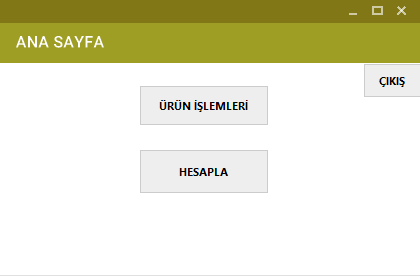 ANA SAYFA
ÇIKIŞ
ÜRÜN İŞLEMLERİ
HESAPLA